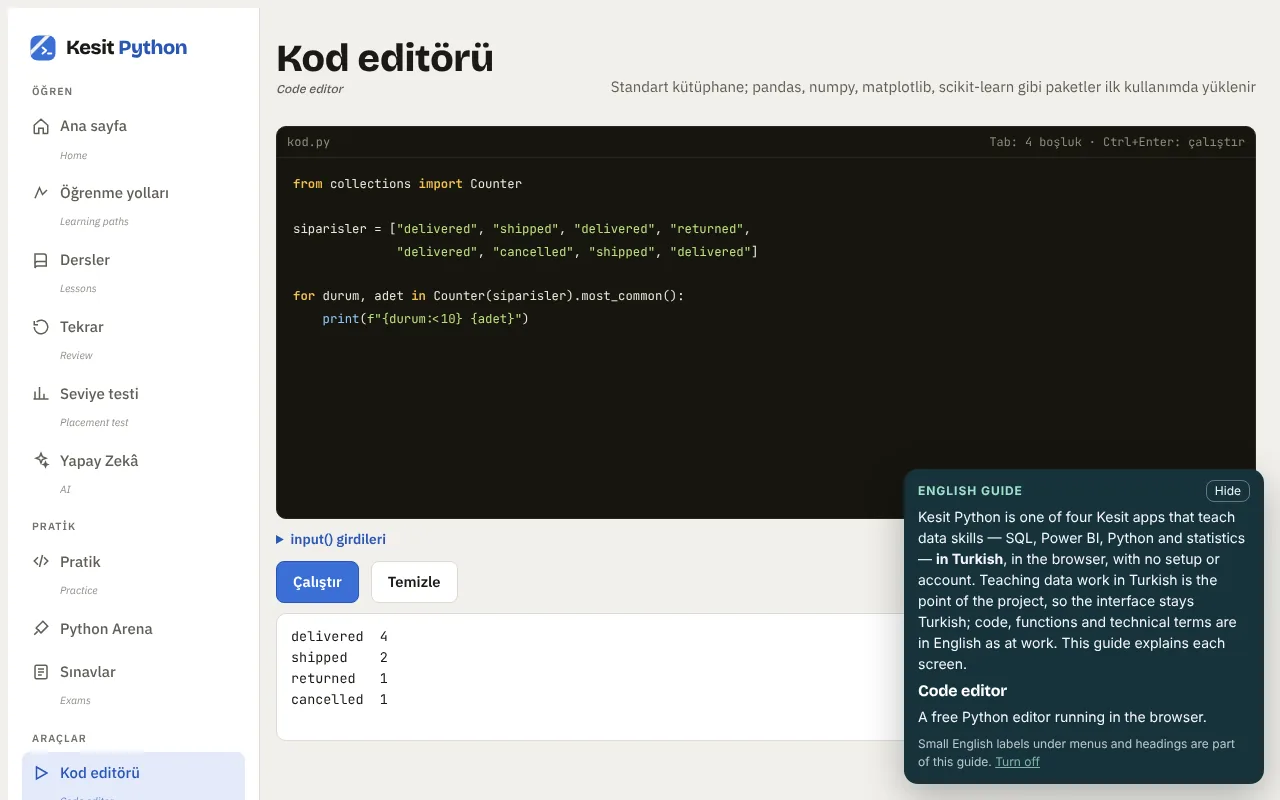 Kesit Python
ÖĞREN
Ana sayfa
Home
Öğrenme yolları
Learning paths
Dersler
Lessons
Tekrar
Review
Seviye testi
Placement test
Yapay Zekâ
AI
PRATİK
Pratik
Practice
Python Arena
Sınavlar
Exams
ARAÇLAR
Kod editörü
Code editor
Kod editörü
Code editor
Standart kütüphane; pandas, numpy, matplotlib, scikit-learn gibi paketler ilk kullanımda yüklenir
kod.py
Tab: 4 boşluk · Ctrl+Enter: çalıştır
from collections import Counter
siparisler = ["delivered", "shipped", "delivered", "returned",
"delivered", "cancelled", "shipped", "delivered"]
for durum, adet in Counter(siparisler).most_common():
print(f"{durum:<10} {adet}")
input() girdileri
Çalıştır
Temizle
delivered 4
shipped 2
returned 1
cancelled 1
ENGLISH GUIDE
Hide
Kesit Python is one of four Kesit apps that teach
data skills — SQL, Power BI, Python and statistics
— in Turkish, in the browser, with no setup or
account. Teaching data work in Turkish is the
point of the project, so the interface stays
Turkish; code, functions and technical terms are
in English as at work. This guide explains each
screen.
Code editor
A free Python editor running in the browser.
Small English labels under menus and headings are part
of this guide. Turn off